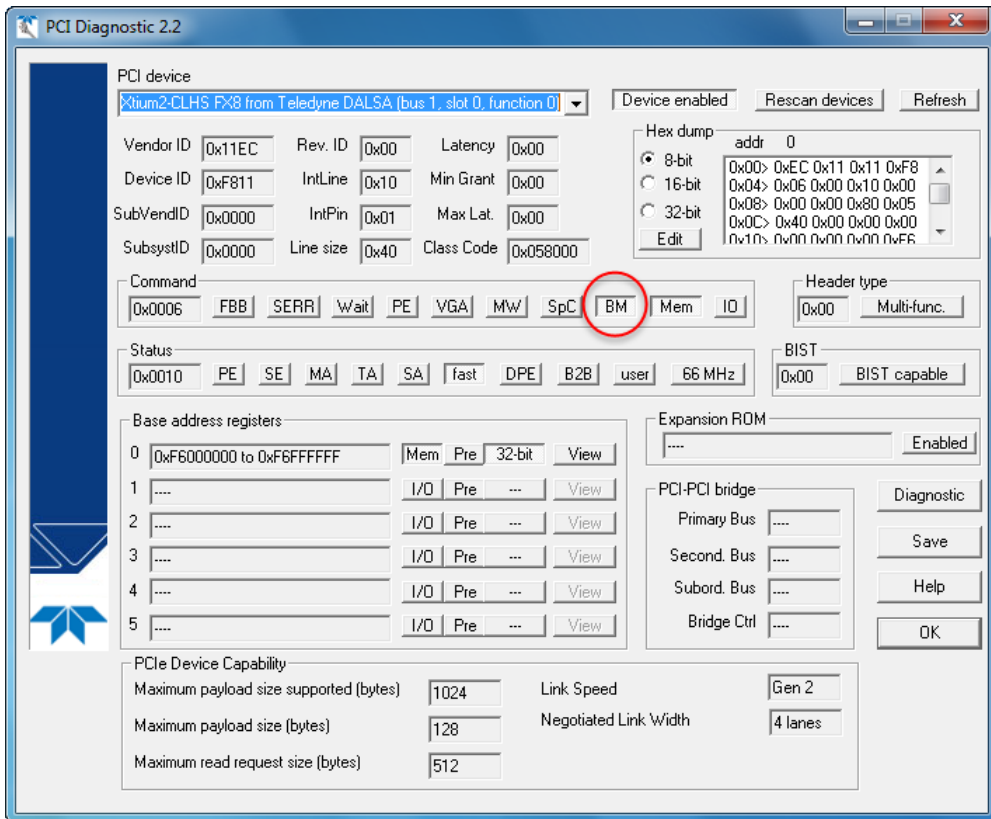 PCI Diagnostic 2.2
PCI device
Xtium2-CLHS FX8 from Teledyne DALSA (bus 1, slot 0, function 0) Device enabled Rescan devices Refresh
Vendor ID 0x11EC Rev. ID 0x00 Latency 0x00
Device ID 0xF811 IntLine 0x10 Min Grant 0x00
SubVendID 0x0000 IntPin 0x01 Max Lat. 0x00
SubsystID 0x0000 Line size 0x40 Class Code 0x058000
Hex dump
addr 0
8-bit
16-bit
32-bit
Edit
0x00> 0xEC 0x11 0x11 0xF8
0x04> 0x06 0x00 0x10 0x00
0x08> 0x00 0x00 0x80 0x05
0x0C> 0x40 0x00 0x00 0x00
0x10> 0x00 0x00 0x00 0xF6
Command
0x0006 FBB SERR Wait PE VGA MW SpC BM Mem IO
Header type
0x00 Multi-func.
Status
0x0010 PE SE MA TA SA fast DPE B2B user 66 MHz
BIST
0x00 BIST capable
Base address registers
0 0xF6000000 to 0xF6FFFFFF Mem Pre 32-bit View
1 ---- I/O Pre --- View
2 ---- I/O Pre --- View
3 ---- I/O Pre --- View
4 ---- I/O Pre --- View
5 ---- I/O Pre --- View
Expansion ROM
---- Enabled
PCI-PCI bridge
Primary Bus ----
Second. Bus ----
Subord. Bus ----
Bridge Ctrl ----
Diagnostic
Save
Help
OK
PCIe Device Capability
Maximum payload size supported (bytes) 1024 Link Speed Gen 2
Maximum payload size (bytes) 128 Negotiated Link Width 4 lanes
Maximum read request size (bytes) 512